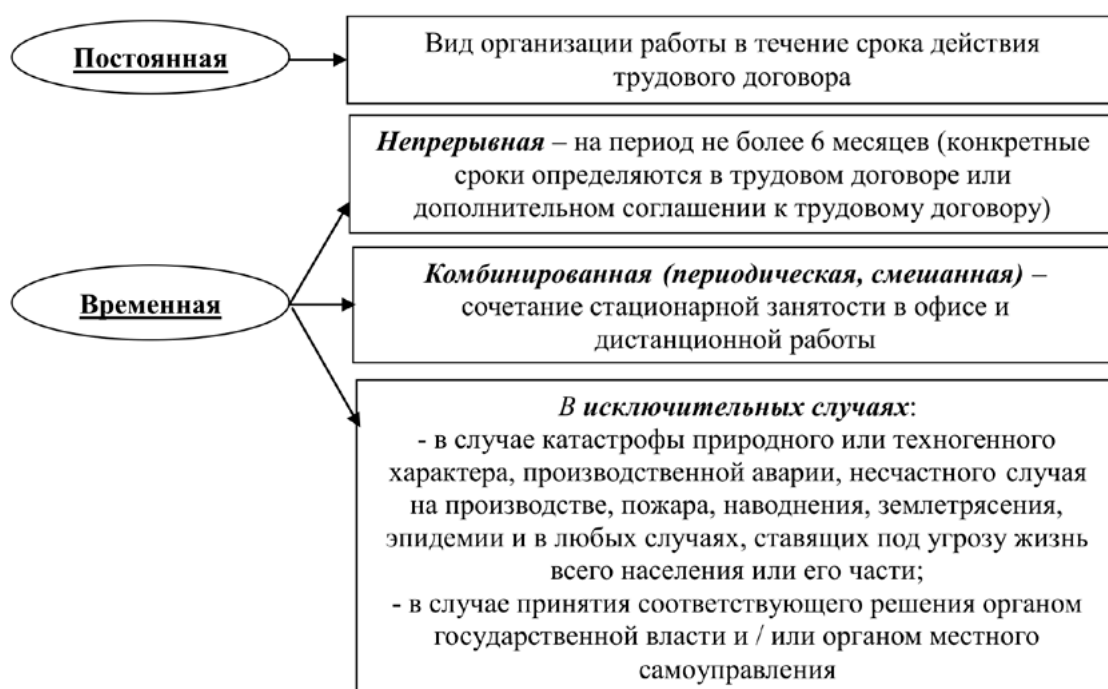 Постоянная
Вид организации работы в течение срока действия
трудового договора
Непрерывная – на период не более 6 месяцев (конкретные
сроки определяются в трудовом договоре или
дополнительном соглашении к трудовому договору)
Временная
Комбинированная (периодическая, смешанная) –
сочетание стационарной занятости в офисе и
дистанционной работы
В исключительных случаях:
- в случае катастрофы природного или техногенного
характера, производственной аварии, несчастного случая
на производстве, пожара, наводнения, землетрясения,
эпидемии и в любых случаях, ставящих под угрозу жизнь
всего населения или его части;
- в случае принятия соответствующего решения органом
государственной власти и / или органом местного
самоуправления